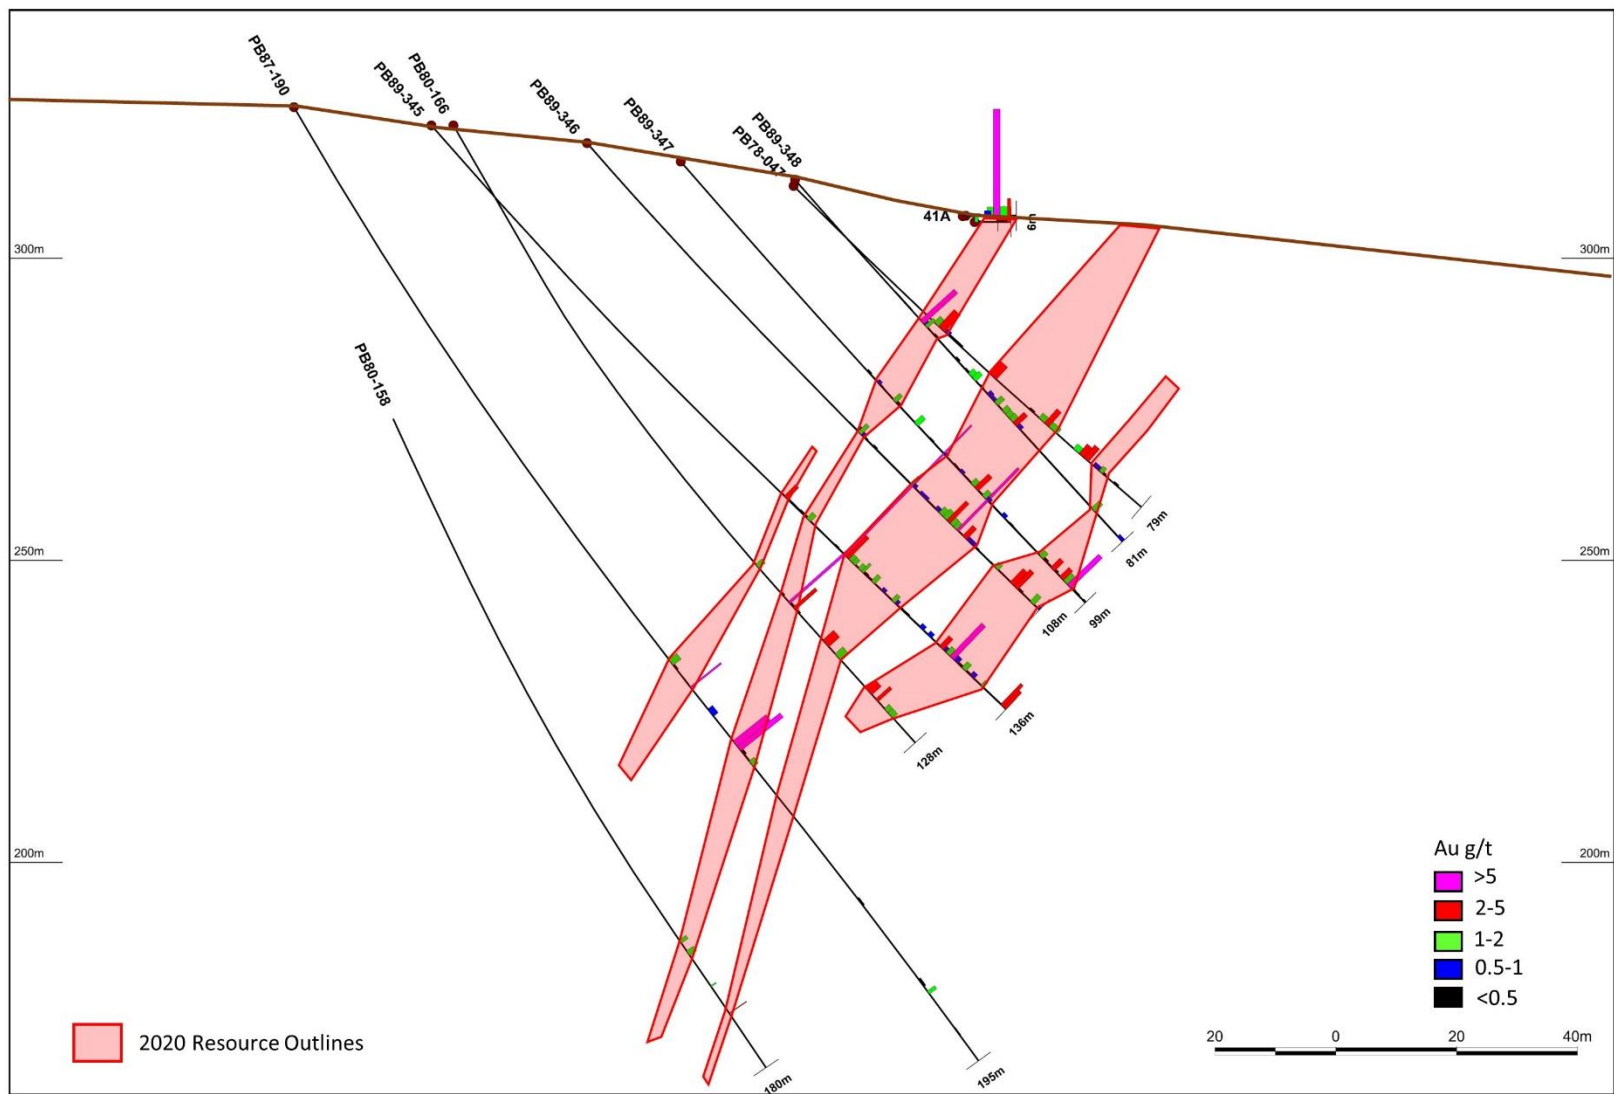 PB87-190
PB89-345
PB80-166
PB89-346
PB89-347
PB89-348
PB78-047
41A
6m
300m
300m
PB80-158
79m
81m
250m
250m
99m
108m
136m
128m
200m
200m
Au g/t
>5
2-5
1-2
0.5-1
<0.5
2020 Resource Outlines
20 0 20 40m
180m
195m